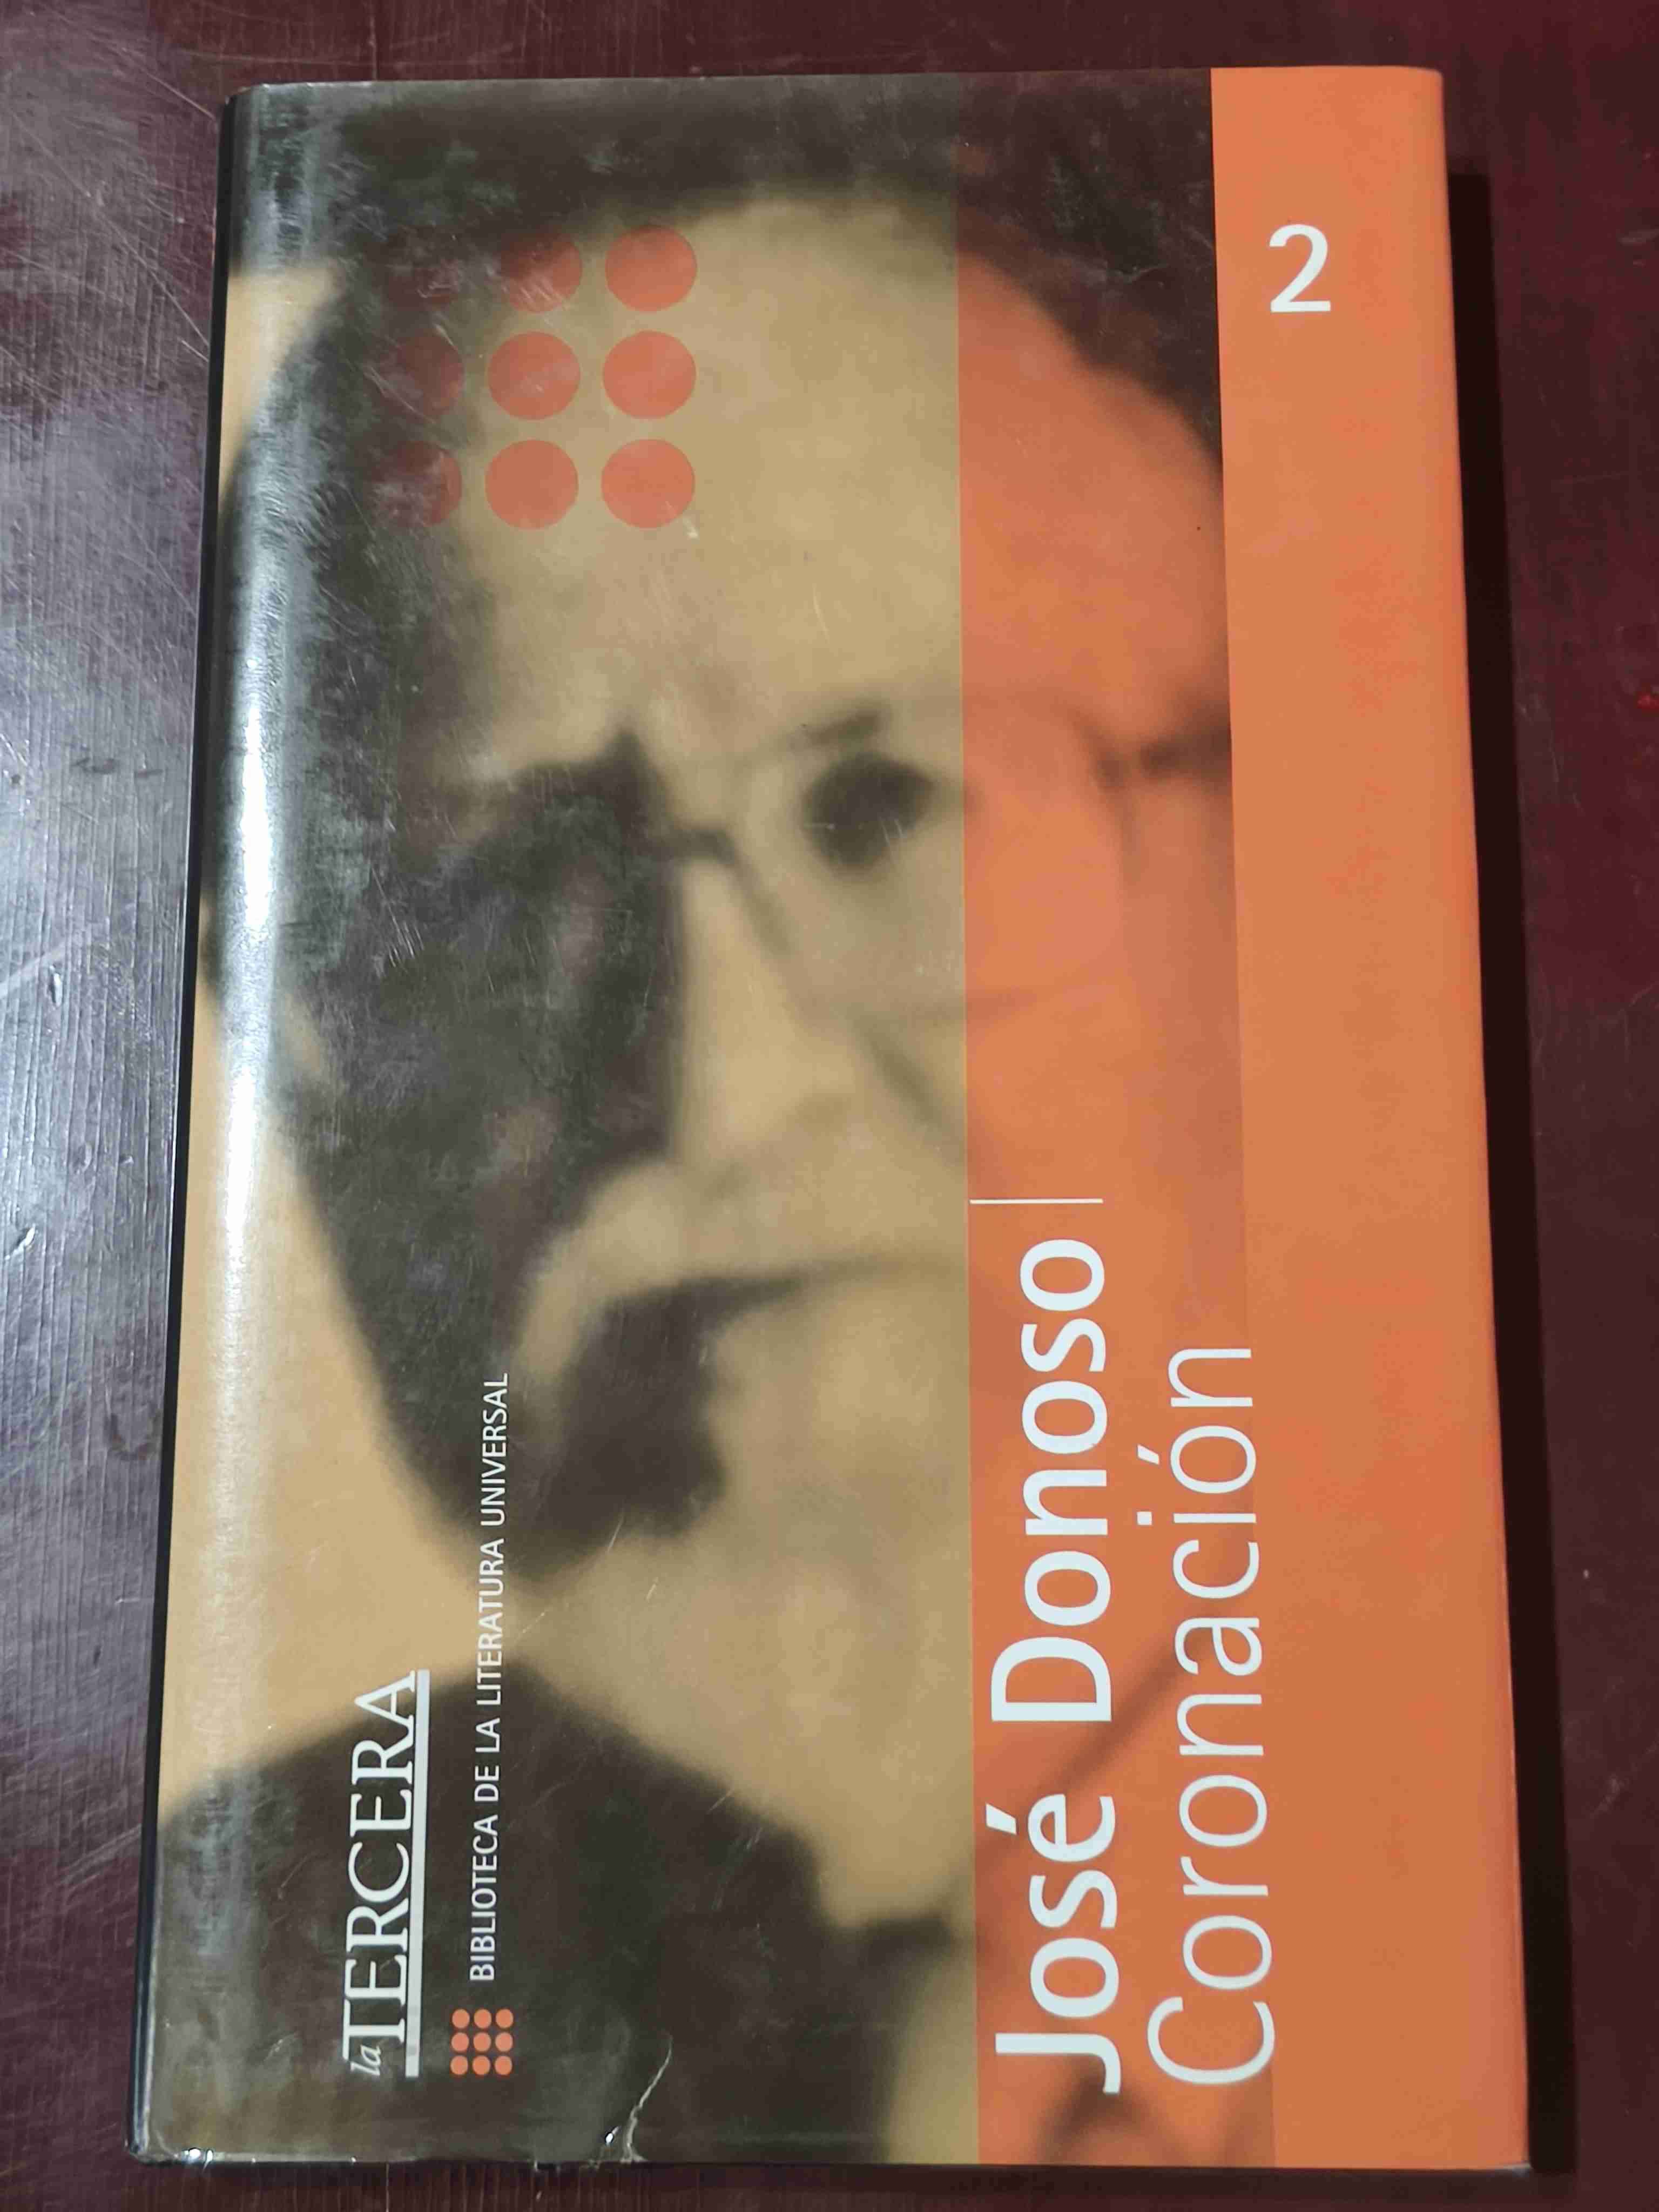 la TERCERA
BIBLIOTECA DE LA LITERATURA UNIVERSAL
José Donoso
Coronación
2